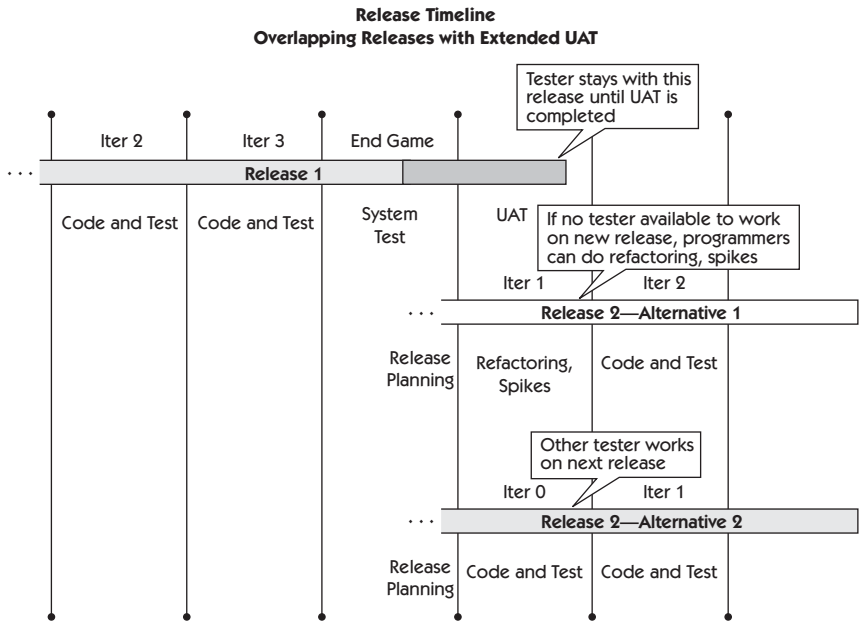 Release Timeline
Overlapping Releases with Extended UAT
Tester stays with this
release until UAT is
completed
Iter 2
Iter 3
End Game
. . .
Release 1
Code and Test
Code and Test
System
Test
UAT
If no tester available to work
on new release, programmers
can do refactoring, spikes
Iter 1
Iter 2
. . .
Release 2—Alternative 1
Release
Planning
Refactoring,
Spikes
Code and Test
Other tester works
on next release
Iter 0
Iter 1
. . .
Release 2—Alternative 2
Release
Planning
Code and Test
Code and Test